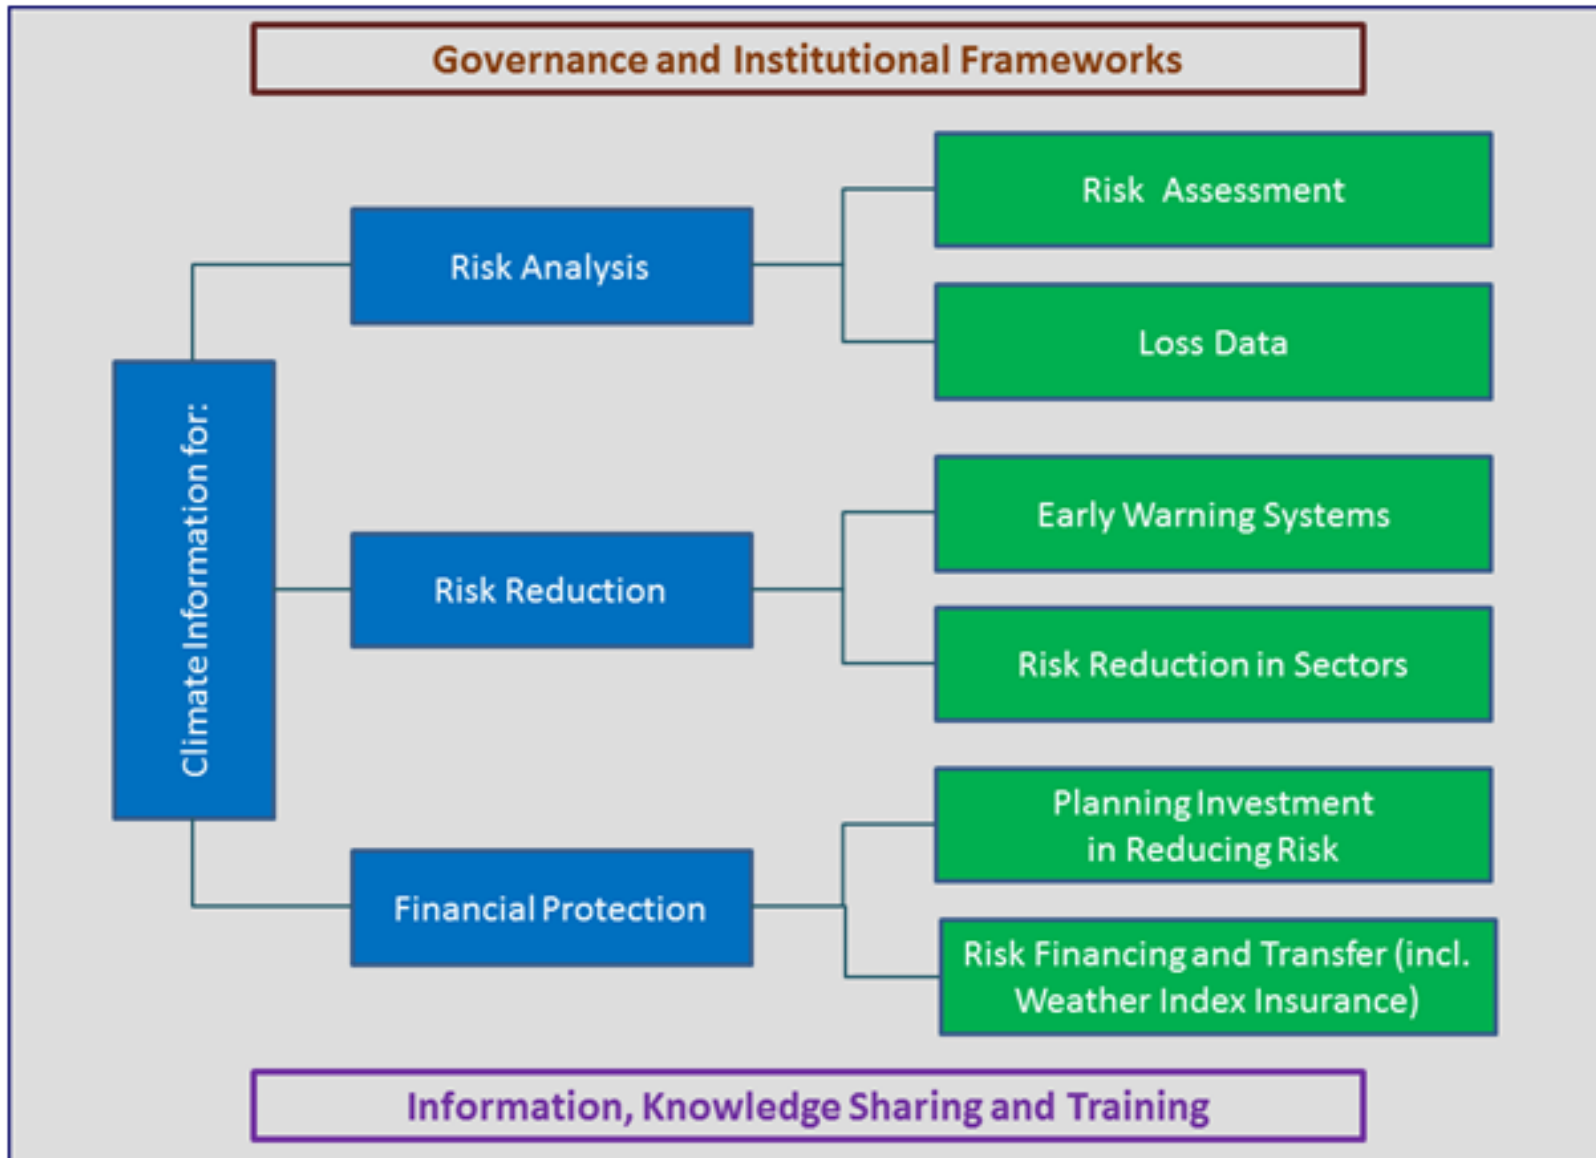 Governance and Institutional Frameworks
Climate Information for:
Risk Analysis
Risk Assessment
Loss Data
Risk Reduction
Early Warning Systems
Risk Reduction in Sectors
Financial Protection
Planning Investment
in Reducing Risk
Risk Financing and Transfer (incl.
Weather Index Insurance)
Information, Knowledge Sharing and Training